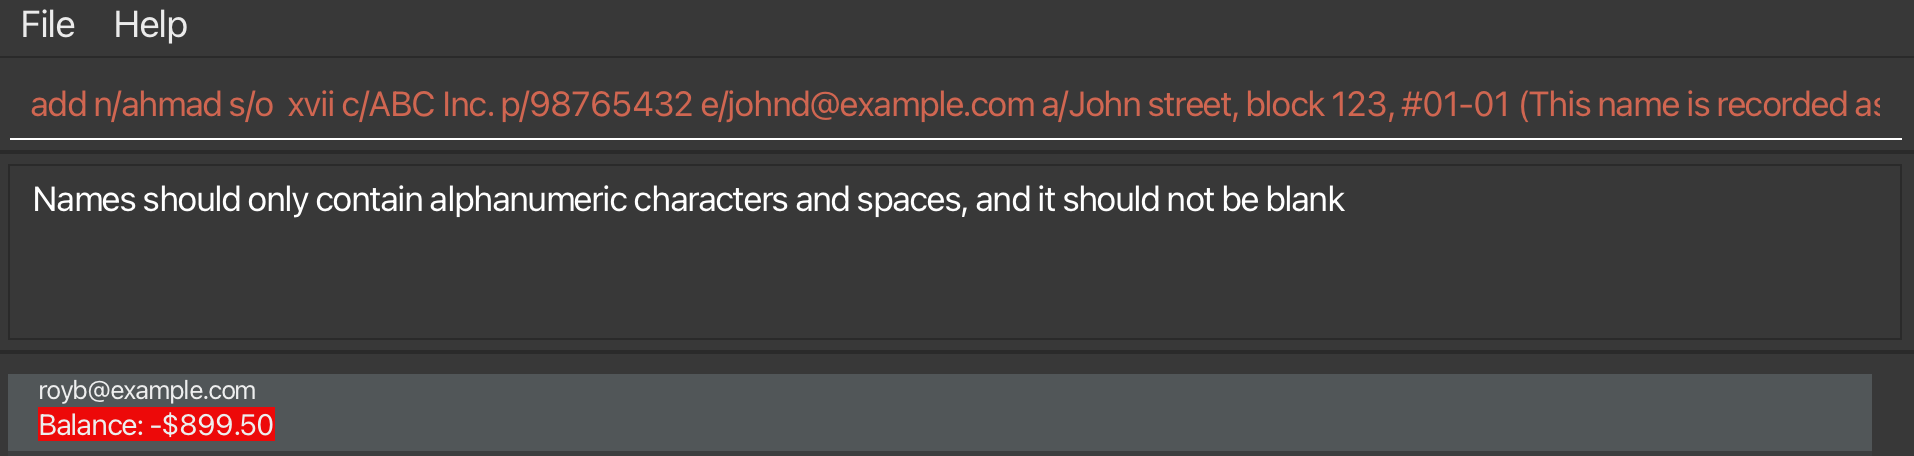 File Help
add n/ahmad s/o  xvii c/ABC Inc. p/98765432 e/johnd@example.com a/John street, block 123, #01-01 (This name is recorded as
Names should only contain alphanumeric characters and spaces, and it should not be blank
royb@example.com
Balance: -$899.50